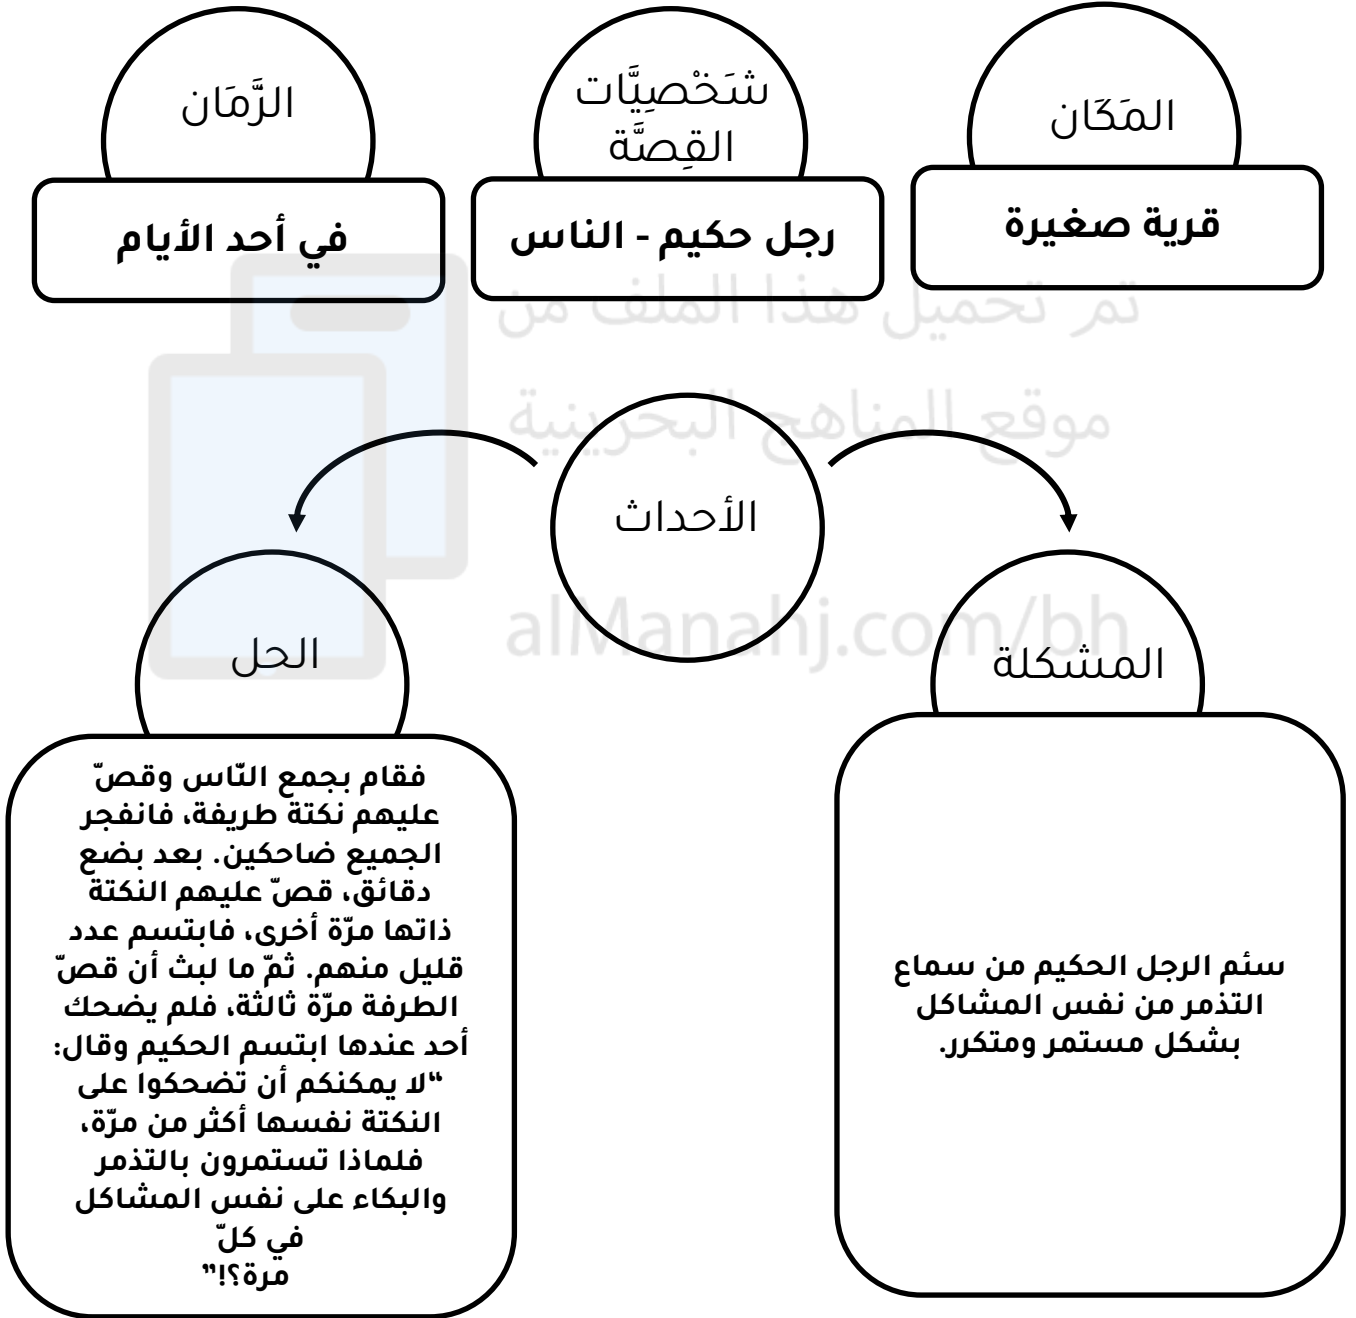 المَكَان
شَخْصِيَّات
القِصَّة
الزَّمَان
قرية صغيرة
رجل حكيم - الناس
في أحد الأيام
تم تحميل هذا الملف من
موقع المناهج البحرينية
alManahj.com/bh
الأحداث
المشكلة
سئم الرجل الحكيم من سماع
التذمر من نفس المشاكل
بشكل مستمر ومتكرر.
الحل
فقام بجمع النّاس وقصّ
عليهم نكتة طريفة، فانفجر
الجميع ضاحكين. بعد بضع
دقائق، قصّ عليهم النكتة
ذاتها مرّة أخرى، فابتسم عدد
قليل منهم. ثمّ ما لبث أن قصّ
الطرفة مرّة ثالثة، فلم يضحك
أحد عندها ابتسم الحكيم وقال:
“لا يمكنكم أن تضحكوا على
النكتة نفسها أكثر من مرّة،
فلماذا تستمرون بالتذمر
والبكاء على نفس المشاكل
في كلّ
مرة؟!”